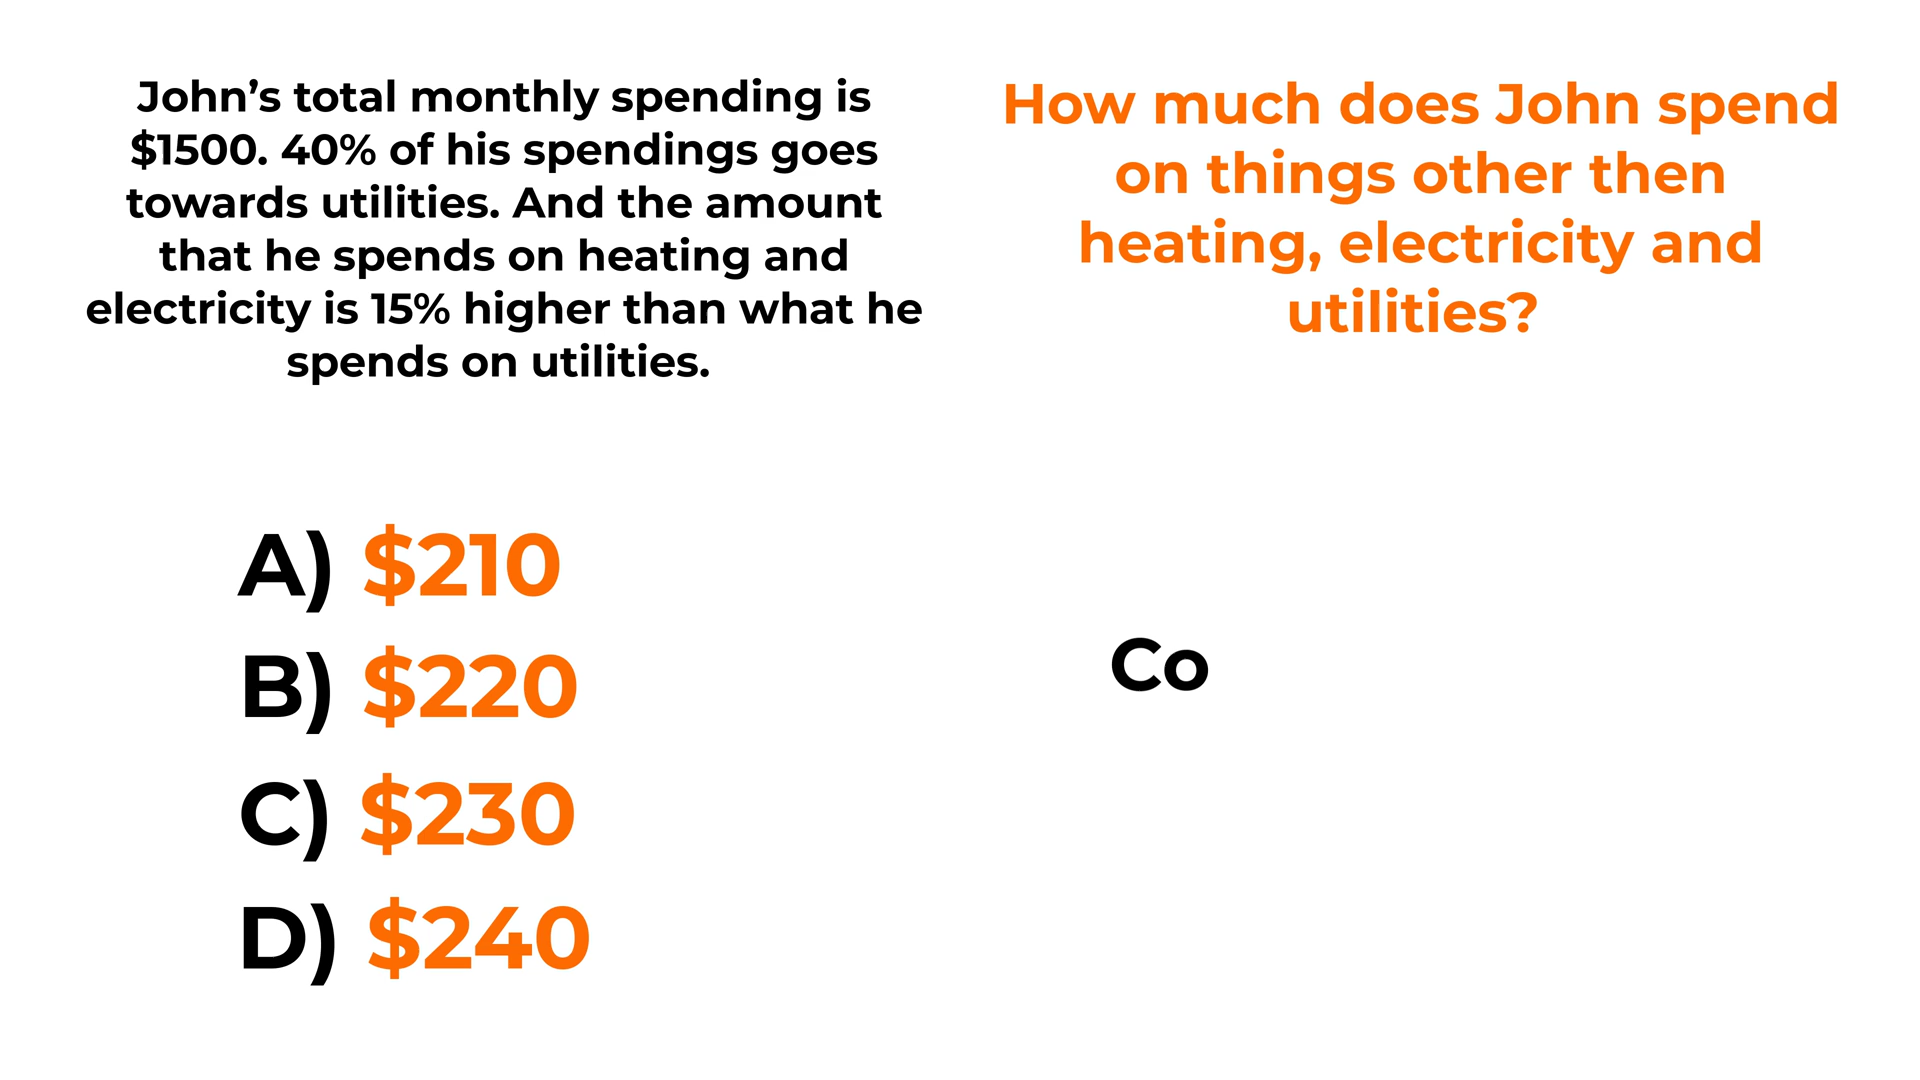 John’s total monthly spending is
$1500. 40% of his spendings goes
towards utilities. And the amount
that he spends on heating and
electricity is 15% higher than what he
spends on utilities.
How much does John spend
on things other then
heating, electricity and
utilities?
A) $210
B) $220
C) $230
D) $240
Co